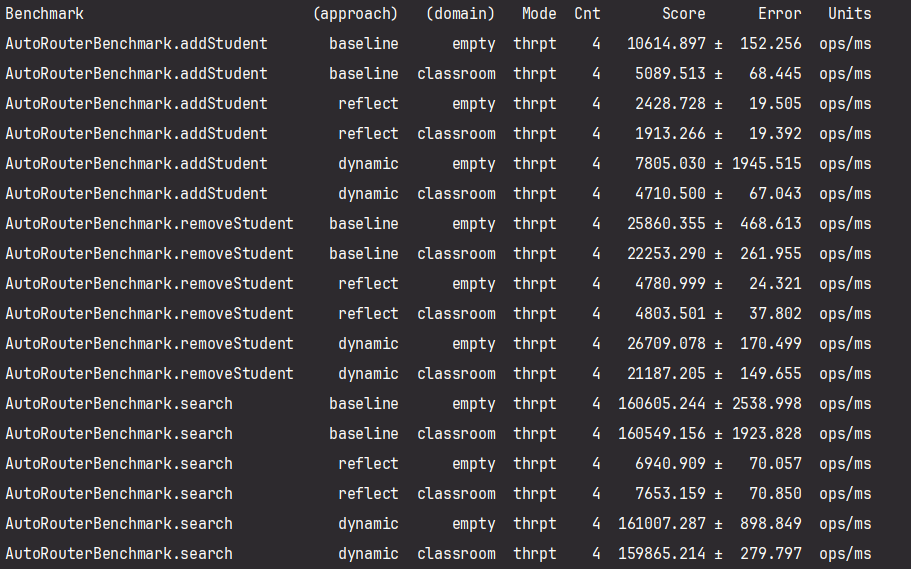 Benchmark (approach) (domain) Mode Cnt Score Error Units
AutoRouterBenchmark.addStudent baseline empty thrpt 4 10614.897 ± 152.256 ops/ms
AutoRouterBenchmark.addStudent baseline classroom thrpt 4 5089.513 ± 68.445 ops/ms
AutoRouterBenchmark.addStudent reflect empty thrpt 4 2428.728 ± 19.505 ops/ms
AutoRouterBenchmark.addStudent reflect classroom thrpt 4 1913.266 ± 19.392 ops/ms
AutoRouterBenchmark.addStudent dynamic empty thrpt 4 7805.030 ± 1945.515 ops/ms
AutoRouterBenchmark.addStudent dynamic classroom thrpt 4 4710.500 ± 67.043 ops/ms
AutoRouterBenchmark.removeStudent baseline empty thrpt 4 25860.355 ± 468.613 ops/ms
AutoRouterBenchmark.removeStudent baseline classroom thrpt 4 22253.290 ± 261.955 ops/ms
AutoRouterBenchmark.removeStudent reflect empty thrpt 4 4780.999 ± 24.321 ops/ms
AutoRouterBenchmark.removeStudent reflect classroom thrpt 4 4803.501 ± 37.802 ops/ms
AutoRouterBenchmark.removeStudent dynamic empty thrpt 4 26709.078 ± 170.499 ops/ms
AutoRouterBenchmark.removeStudent dynamic classroom thrpt 4 21187.205 ± 149.655 ops/ms
AutoRouterBenchmark.search baseline empty thrpt 4 160605.244 ± 2538.998 ops/ms
AutoRouterBenchmark.search baseline classroom thrpt 4 160549.156 ± 1923.828 ops/ms
AutoRouterBenchmark.search reflect empty thrpt 4 6940.909 ± 70.057 ops/ms
AutoRouterBenchmark.search reflect classroom thrpt 4 7653.159 ± 70.850 ops/ms
AutoRouterBenchmark.search dynamic empty thrpt 4 161007.287 ± 898.849 ops/ms
AutoRouterBenchmark.search dynamic classroom thrpt 4 159865.214 ± 279.797 ops/ms